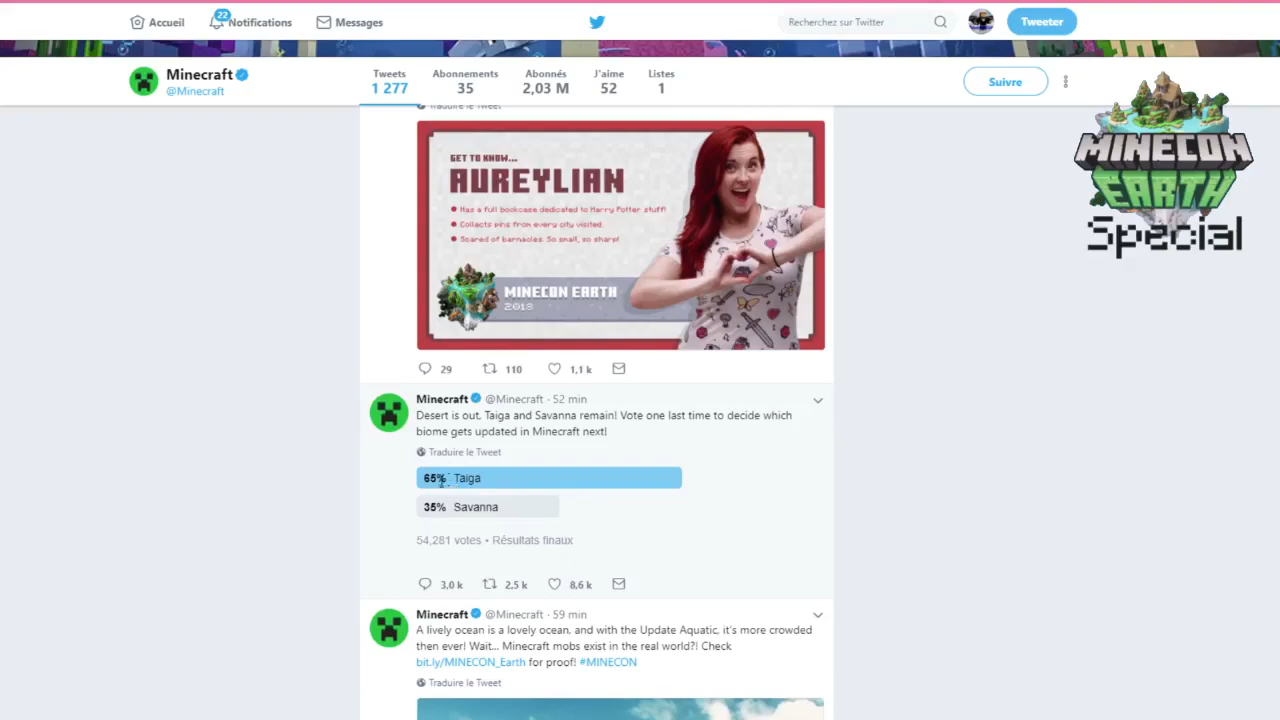 Accueil
22
Notifications
Messages
Recherchez sur Twitter
Tweeter
Minecraft
@Minecraft
Tweets
1 277
Abonnements
35
Abonnés
2,03 M
J'aime
52
Listes
1
Suivre
MINECON
EARTH
Special
Traduire le Tweet
GET TO KNOW...
AUREYLIAN
Has a full bookcase dedicated to Harry Potter stuff!
Collects pins from every city visited.
Scared of barnacles. So small, so sharp!
MINECON EARTH
2018
29
110
1,1 k
Minecraft @Minecraft · 52 min
Desert is out, Taiga and Savanna remain! Vote one last time to decide which
biome gets updated in Minecraft next!
Traduire le Tweet
65% Taiga
35% Savanna
54,281 votes • Résultats finaux
3,0 k
2,5 k
8,6 k
Minecraft @Minecraft · 59 min
A lively ocean is a lovely ocean, and with the Update Aquatic, it's more crowded
then ever! Wait... Minecraft mobs exist in the real world?! Check
bit.ly/MINECON_Earth for proof! #MINECON
Traduire le Tweet